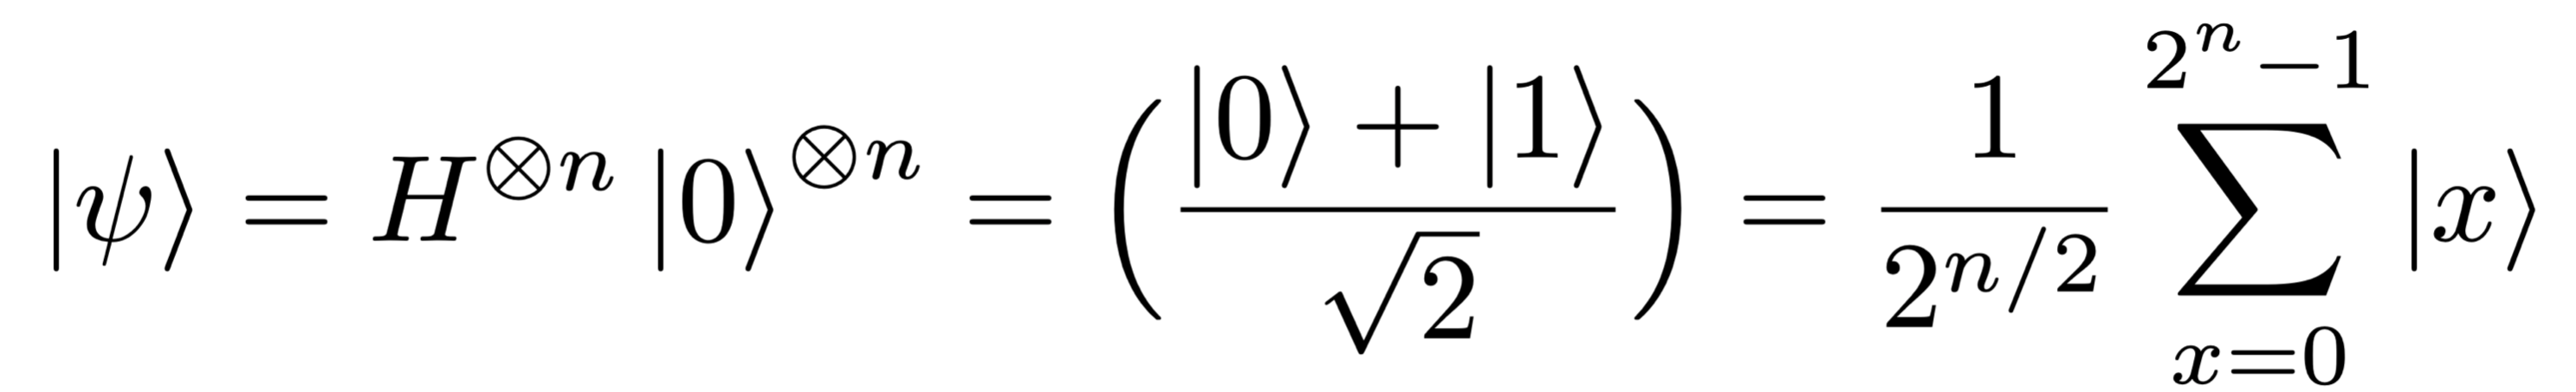 |ψ⟩ = H^{⊗n} |0⟩^{⊗n} = ( (|0⟩ + |1⟩) / √2 ) = 1 / 2^{n/2} ∑_{x=0}^{2^n−1} |x⟩